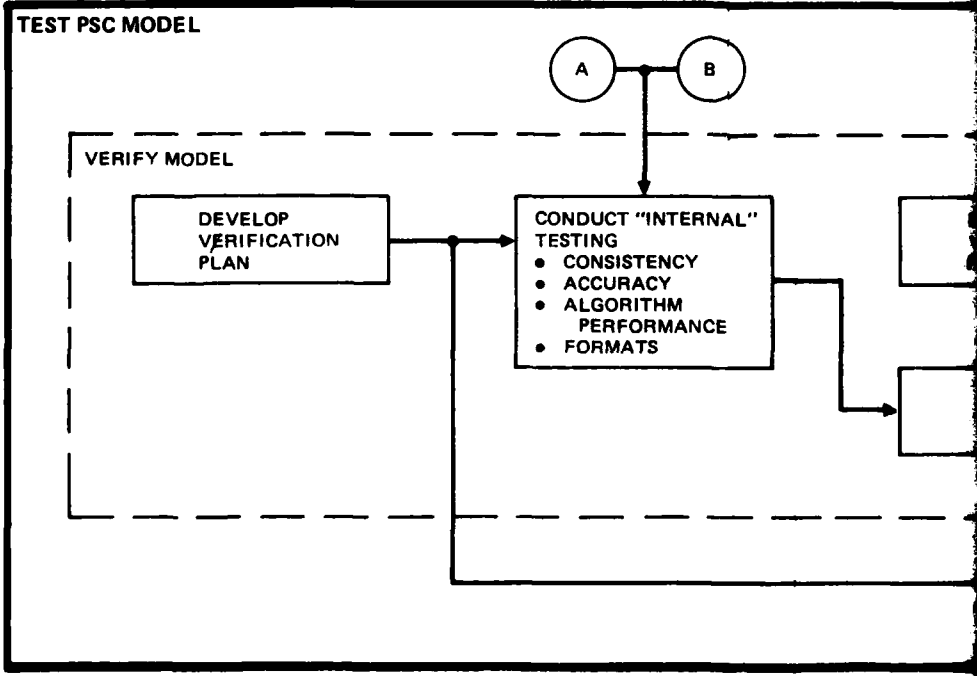 TEST PSC MODEL
A
B
VERIFY MODEL
DEVELOP
VERIFICATION
PLAN
CONDUCT "INTERNAL"
TESTING
● CONSISTENCY
● ACCURACY
● ALGORITHM
PERFORMANCE
● FORMATS